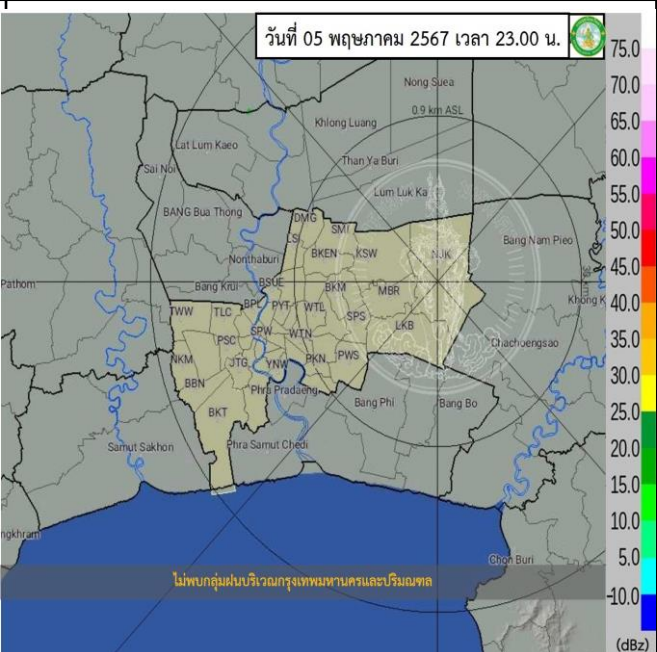 วันที่ 05 พฤษภาคม 2567 เวลา 23.00 น.
75.0
70.0
65.0
60.0
55.0
50.0
45.0
40.0
35.0
30.0
25.0
20.0
15.0
10.0
5.0
-10.0
(dBz)
Nong Suea
0.9 km ASL
Khlong Luang
Lat Lum Kaeo
Than Ya Buri
Sai Noi
Lum Luk Ka
BANG Bua Thong
DMG
SMI
LSI
Nonthaburi
BKEN
KSW
NJK
Bang Nam Pieo
Pathom
Bang Krui
BSUE
BKM
MBR
Khong K
BPL
PYT
WTL
TWW
TLC
SPS
LKB
SPW
WTN
PSC
Chachoengsao
NKM
JTG
YNW
PKN
PWS
BBN
Phra Pradaeng
Bang Phi
Bang Bo
BKT
Samut Sakhon
Phra Samut Chedi
ngkhram
Chon Buri
ไม่พบกลุ่มฝนบริเวณกรุงเทพมหานครและปริมณฑล